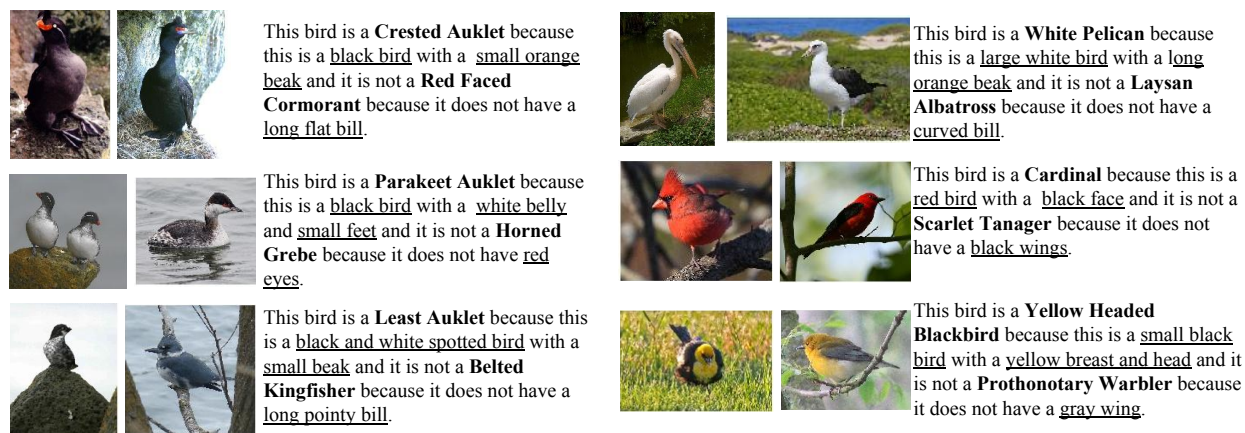 This bird is a Crested Auklet because
this is a black bird with a small orange
beak and it is not a Red Faced
Cormorant because it does not have a
long flat bill.
This bird is a Parakeet Auklet because
this is a black bird with a white belly
and small feet and it is not a Horned
Grebe because it does not have red
eyes.
This bird is a Least Auklet because this
is a black and white spotted bird with a
small beak and it is not a Belted
Kingfisher because it does not have a
long pointy bill.
This bird is a White Pelican because
this is a large white bird with a long
orange beak and it is not a Laysan
Albatross because it does not have a
curved bill.
This bird is a Cardinal because this is a
red bird with a black face and it is not a
Scarlet Tanager because it does not
have a black wings.
This bird is a Yellow Headed
Blackbird because this is a small black
bird with a yellow breast and head and it
is not a Prothonotary Warbler because
it does not have a gray wing.